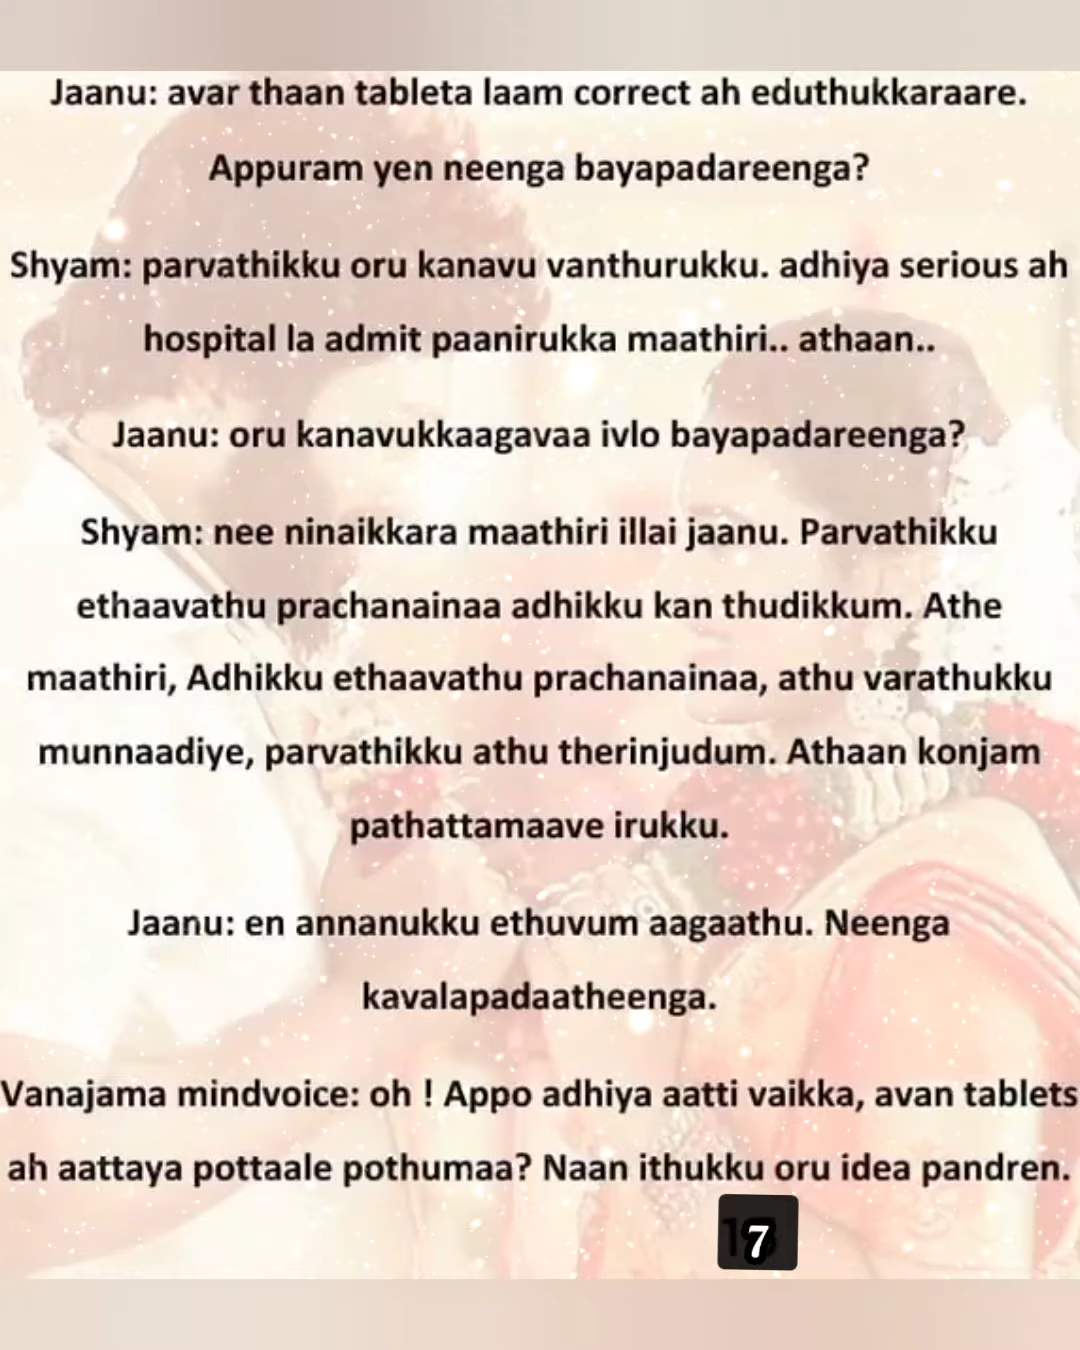 Jaanu: avar thaan tableta laam correct ah eduthukkaraare.
Appuram yen neenga bayapadareenga?
Shyam: parvathikku oru kanavu vanthurukku. adhiya serious ah
hospital la admit paanirukka maathiri.. athaan..
Jaanu: oru kanavukkaagavaa ivlo bayapadareenga?
Shyam: nee ninaikkara maathiri illai jaanu. Parvathikku
ethaavathu prachanainaa adhikku kan thudikkum. Athe
maathiri, Adhikku ethaavathu prachanainaa, athu varathukku
munnaadiye, parvathikku athu therinjudum. Athaan konjam
pathattamaave irukku.
Jaanu: en annanukku ethuvum aagaathu. Neenga
kavalapadaatheenga.
Vanajama mindvoice: oh ! Appo adhiya aatti vaikka, avan tablets
ah aattaya pottaale pothumaa? Naan ithukku oru idea pandren.
7